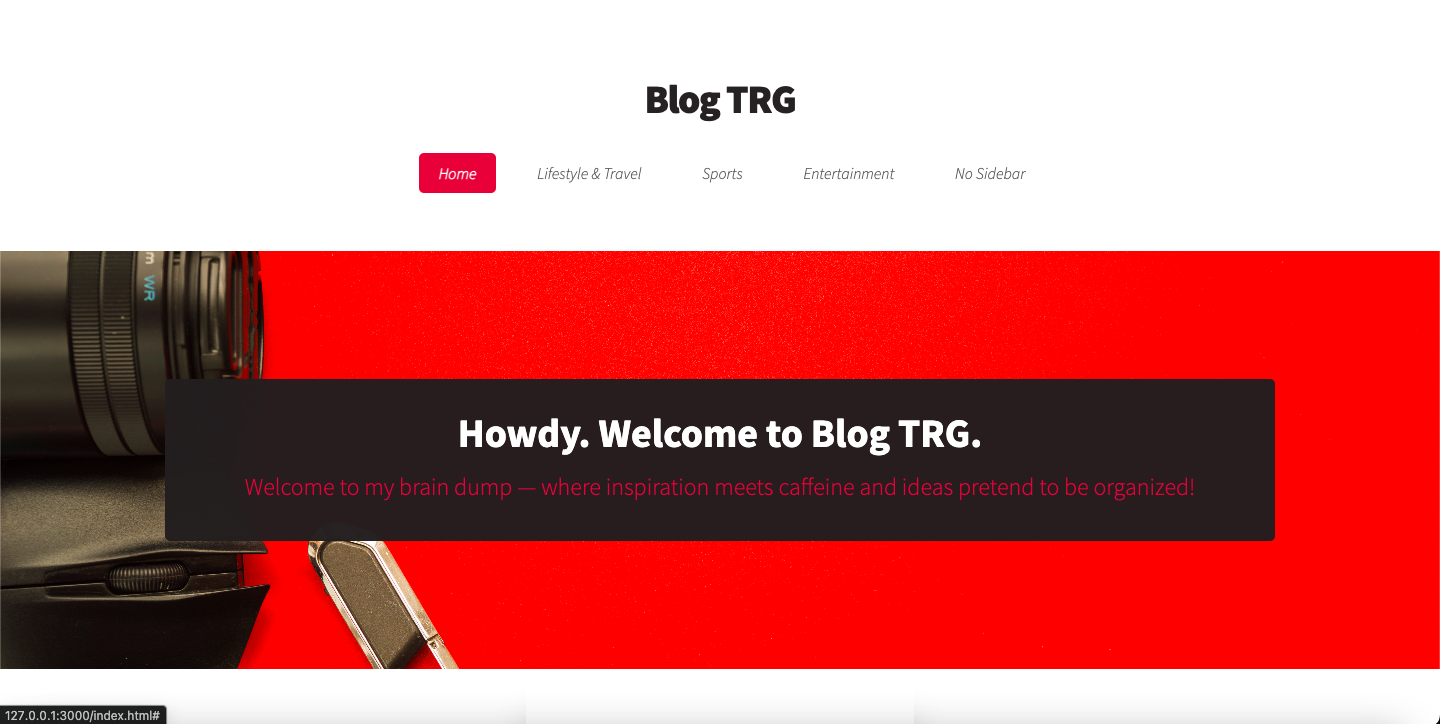 Blog TRG
Home Lifestyle & Travel Sports Entertainment No Sidebar
m WR
Howdy. Welcome to Blog TRG.
Welcome to my brain dump — where inspiration meets caffeine and ideas pretend to be organized!
127.0.0.1:3000/index.html#